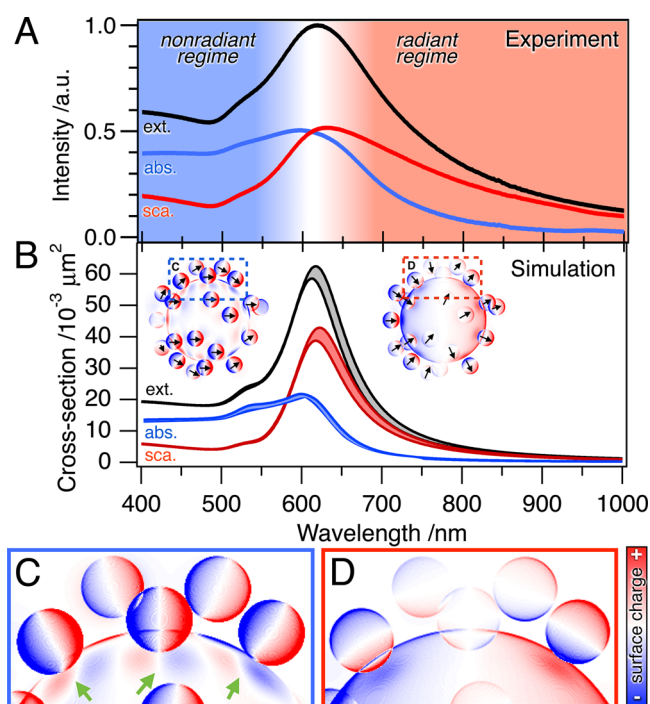 A
nonradiant
regime
radiant
regime
Experiment
Intensity /a.u.
1.0
0.5
0.0
ext.
abs.
sca.
B
C
D
Simulation
Cross-section /10⁻³ μm²
60
50
40
30
20
10
0
ext.
abs.
sca.
400
500
600
700
800
900
1000
Wavelength /nm
C
D
- surface charge +